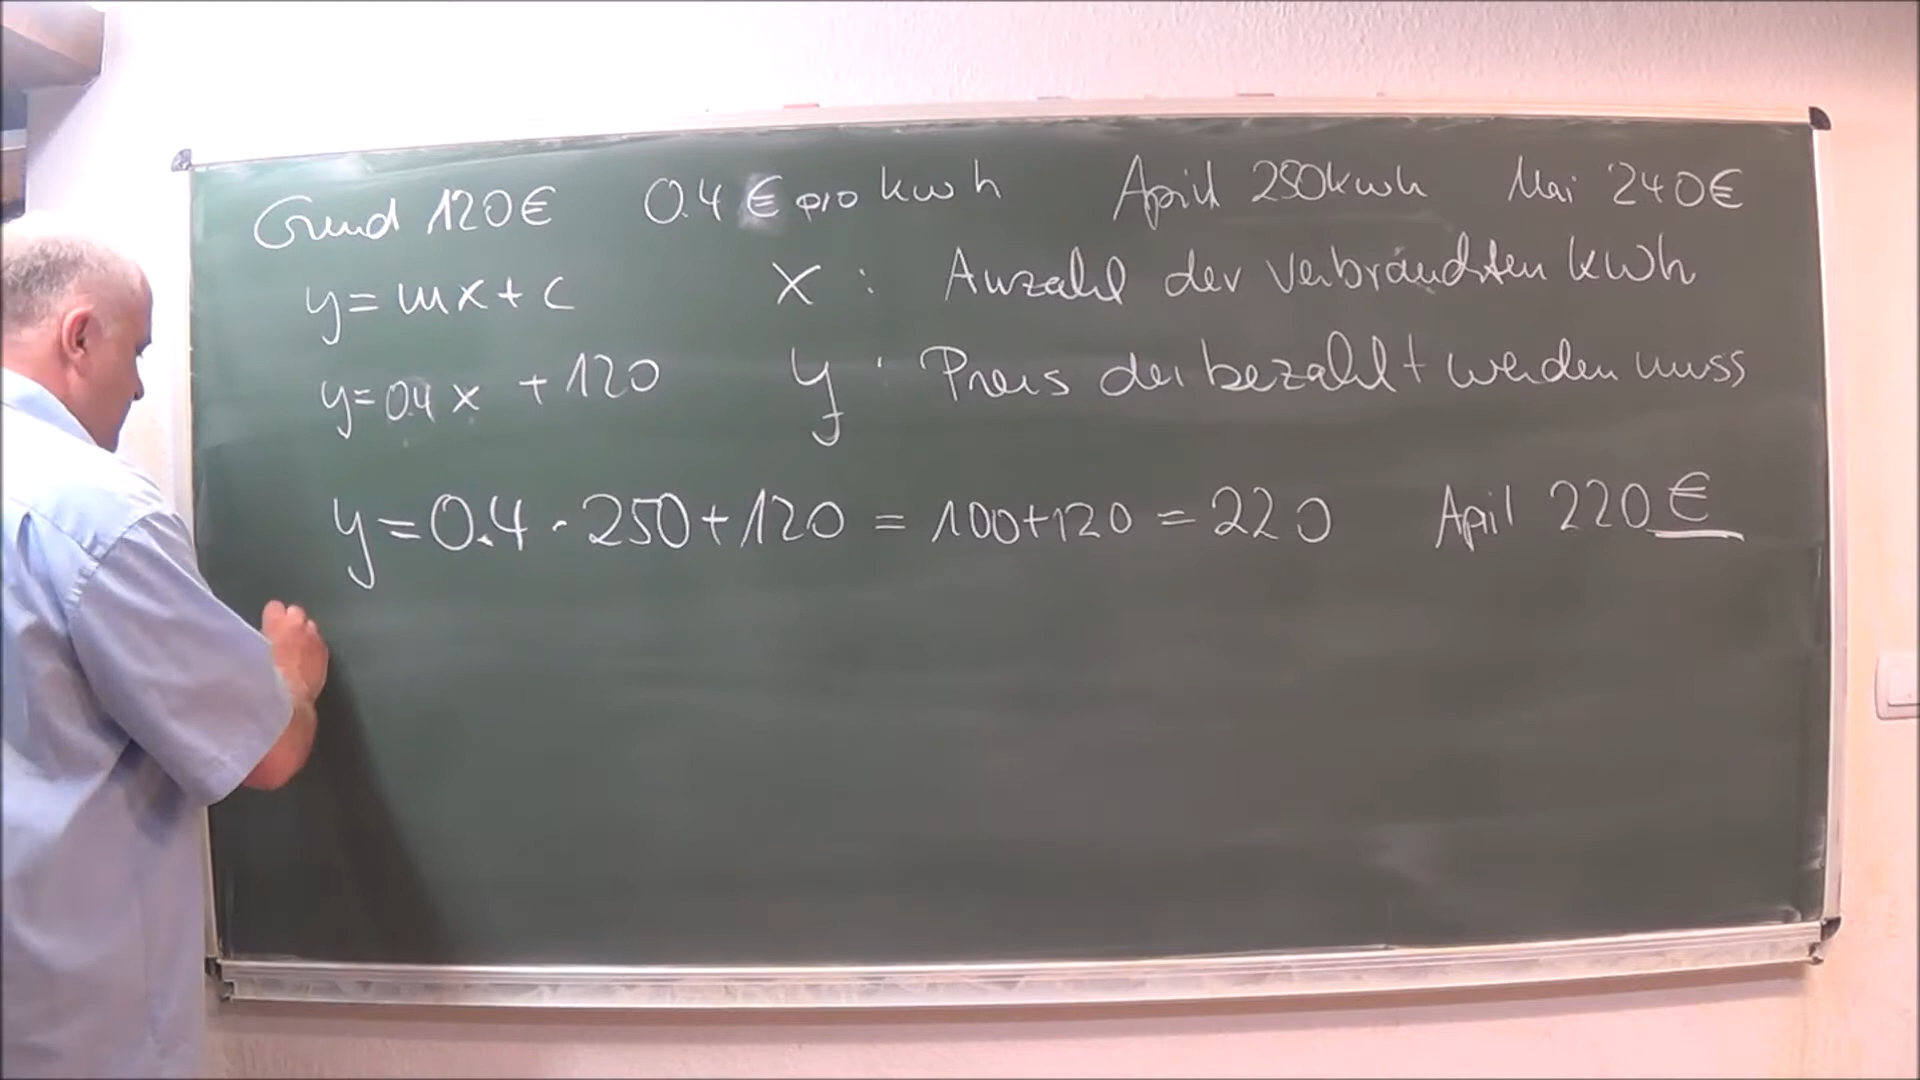 Grund 120€ 0.4 € pro kwh April 250kwh Mai 240€
y = mx + c x : Anzahl der verbrauchten kWh
y = 0.4 x + 120 y : Preis der bezahlt werden muss
y = 0.4 · 250 + 120 = 100 + 120 = 220 April 220 €